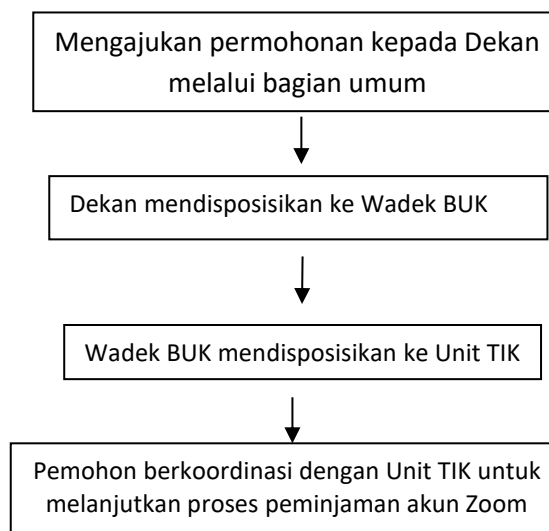 Mengajukan permohonan kepada Dekan
melalui bagian umum
Dekan mendisposisikan ke Wadek BUK
Wadek BUK mendisposisikan ke Unit TIK
Pemohon berkoordinasi dengan Unit TIK untuk
melanjutkan proses peminjaman akun Zoom